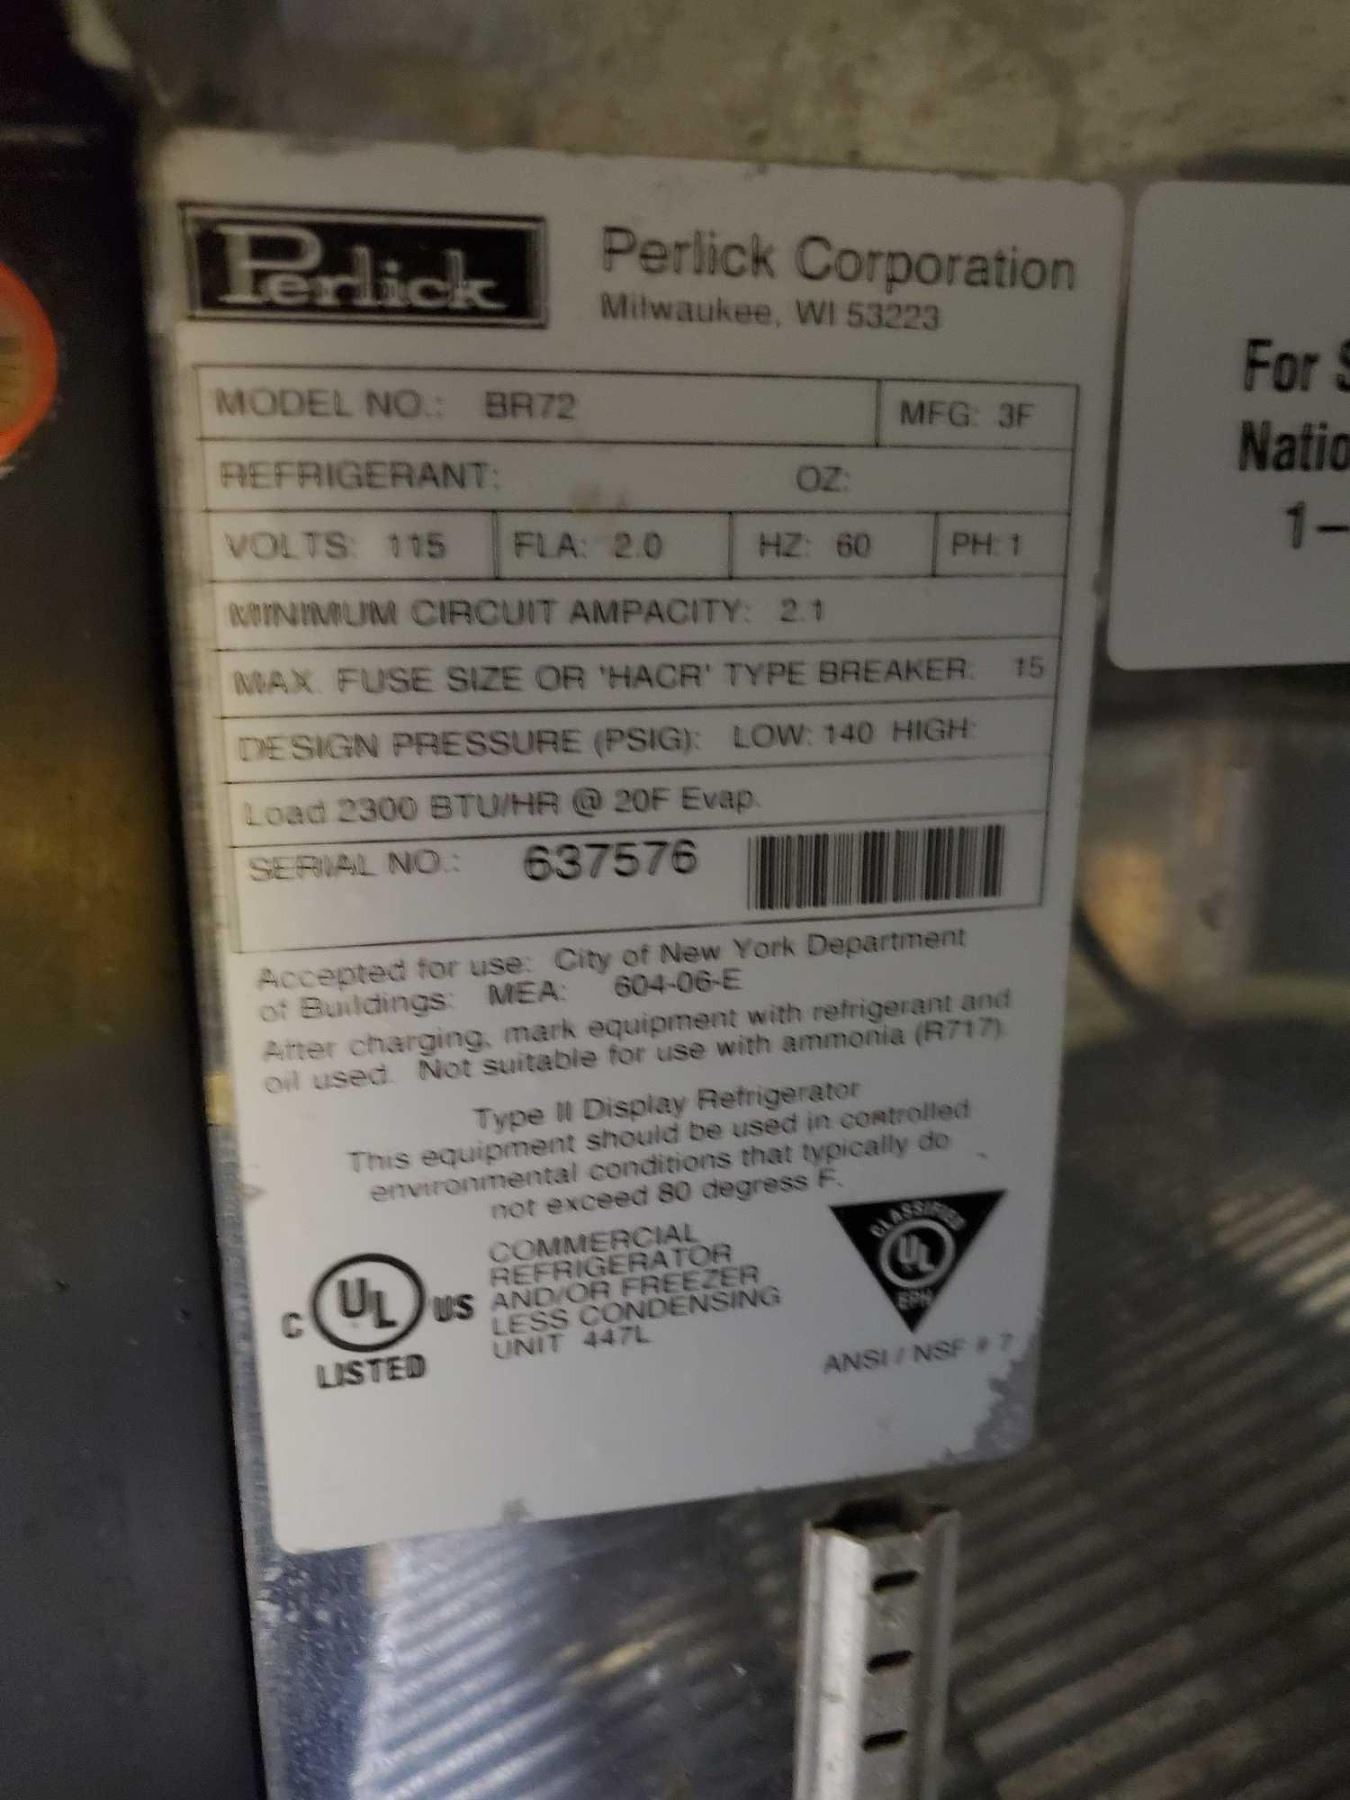 Perlick
Perlick Corporation
Milwaukee, WI 53223
MODEL NO.: BR72 MFG: 3F
REFRIGERANT: OZ:
VOLTS: 115 FLA: 2.0 HZ: 60 PH: 1
MINIMUM CIRCUIT AMPACITY: 2.1
MAX. FUSE SIZE OR 'HACR' TYPE BREAKER: 15
DESIGN PRESSURE (PSIG): LOW: 140 HIGH:
Load 2300 BTU/HR @ 20F Evap.
SERIAL NO.: 637576
Accepted for use: City of New York Department
of Buildings: MEA: 604-06-E
After charging, mark equipment with refrigerant and
oil used. Not suitable for use with ammonia (R717)
Type II Display Refrigerator
This equipment should be used in controlled
environmental conditions that typically do
not exceed 80 degress F.
C UL US
LISTED
COMMERCIAL
REFRIGERATOR
AND/OR FREEZER
LESS CONDENSING
UNIT 447L
CLASSIFIED
UL
EPH
ANSI / NSF # 7
For S
Natio
1-